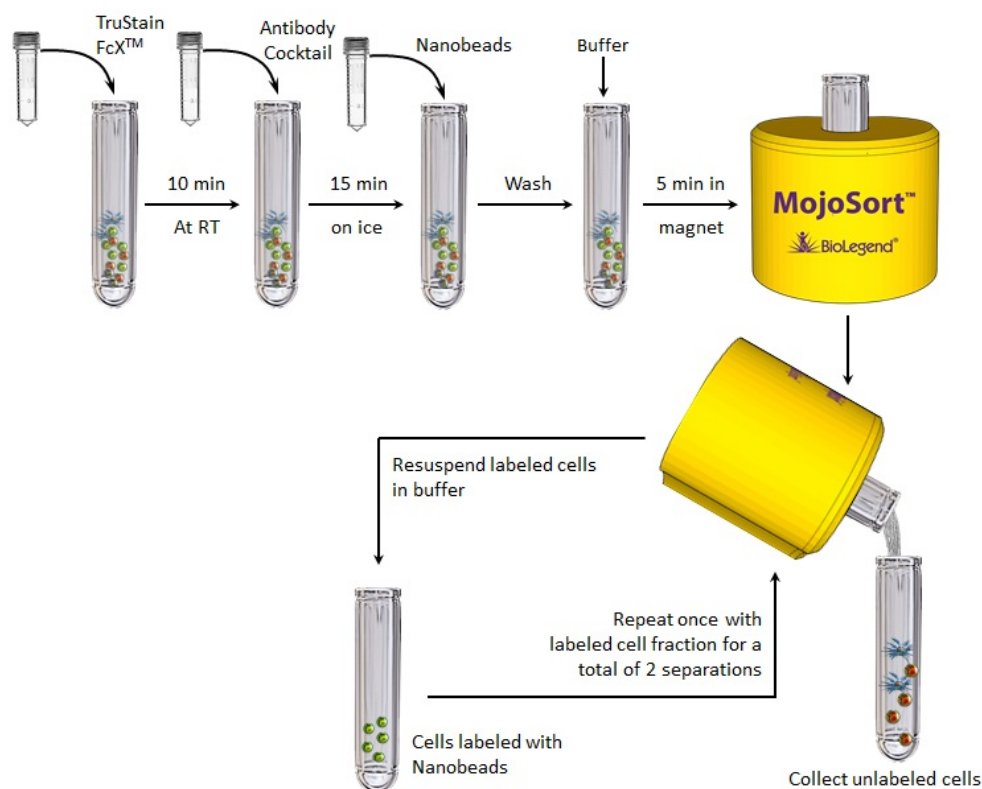 TruStain
FcX™
Antibody
Cocktail
Nanobeads
Buffer
10 min
At RT
15 min
on ice
Wash
5 min in
magnet
MojoSort™
BioLegend®
Resuspend labeled cells
in buffer
Repeat once with
labeled cell fraction for a
total of 2 separations
Cells labeled with
Nanobeads
Collect unlabeled cells